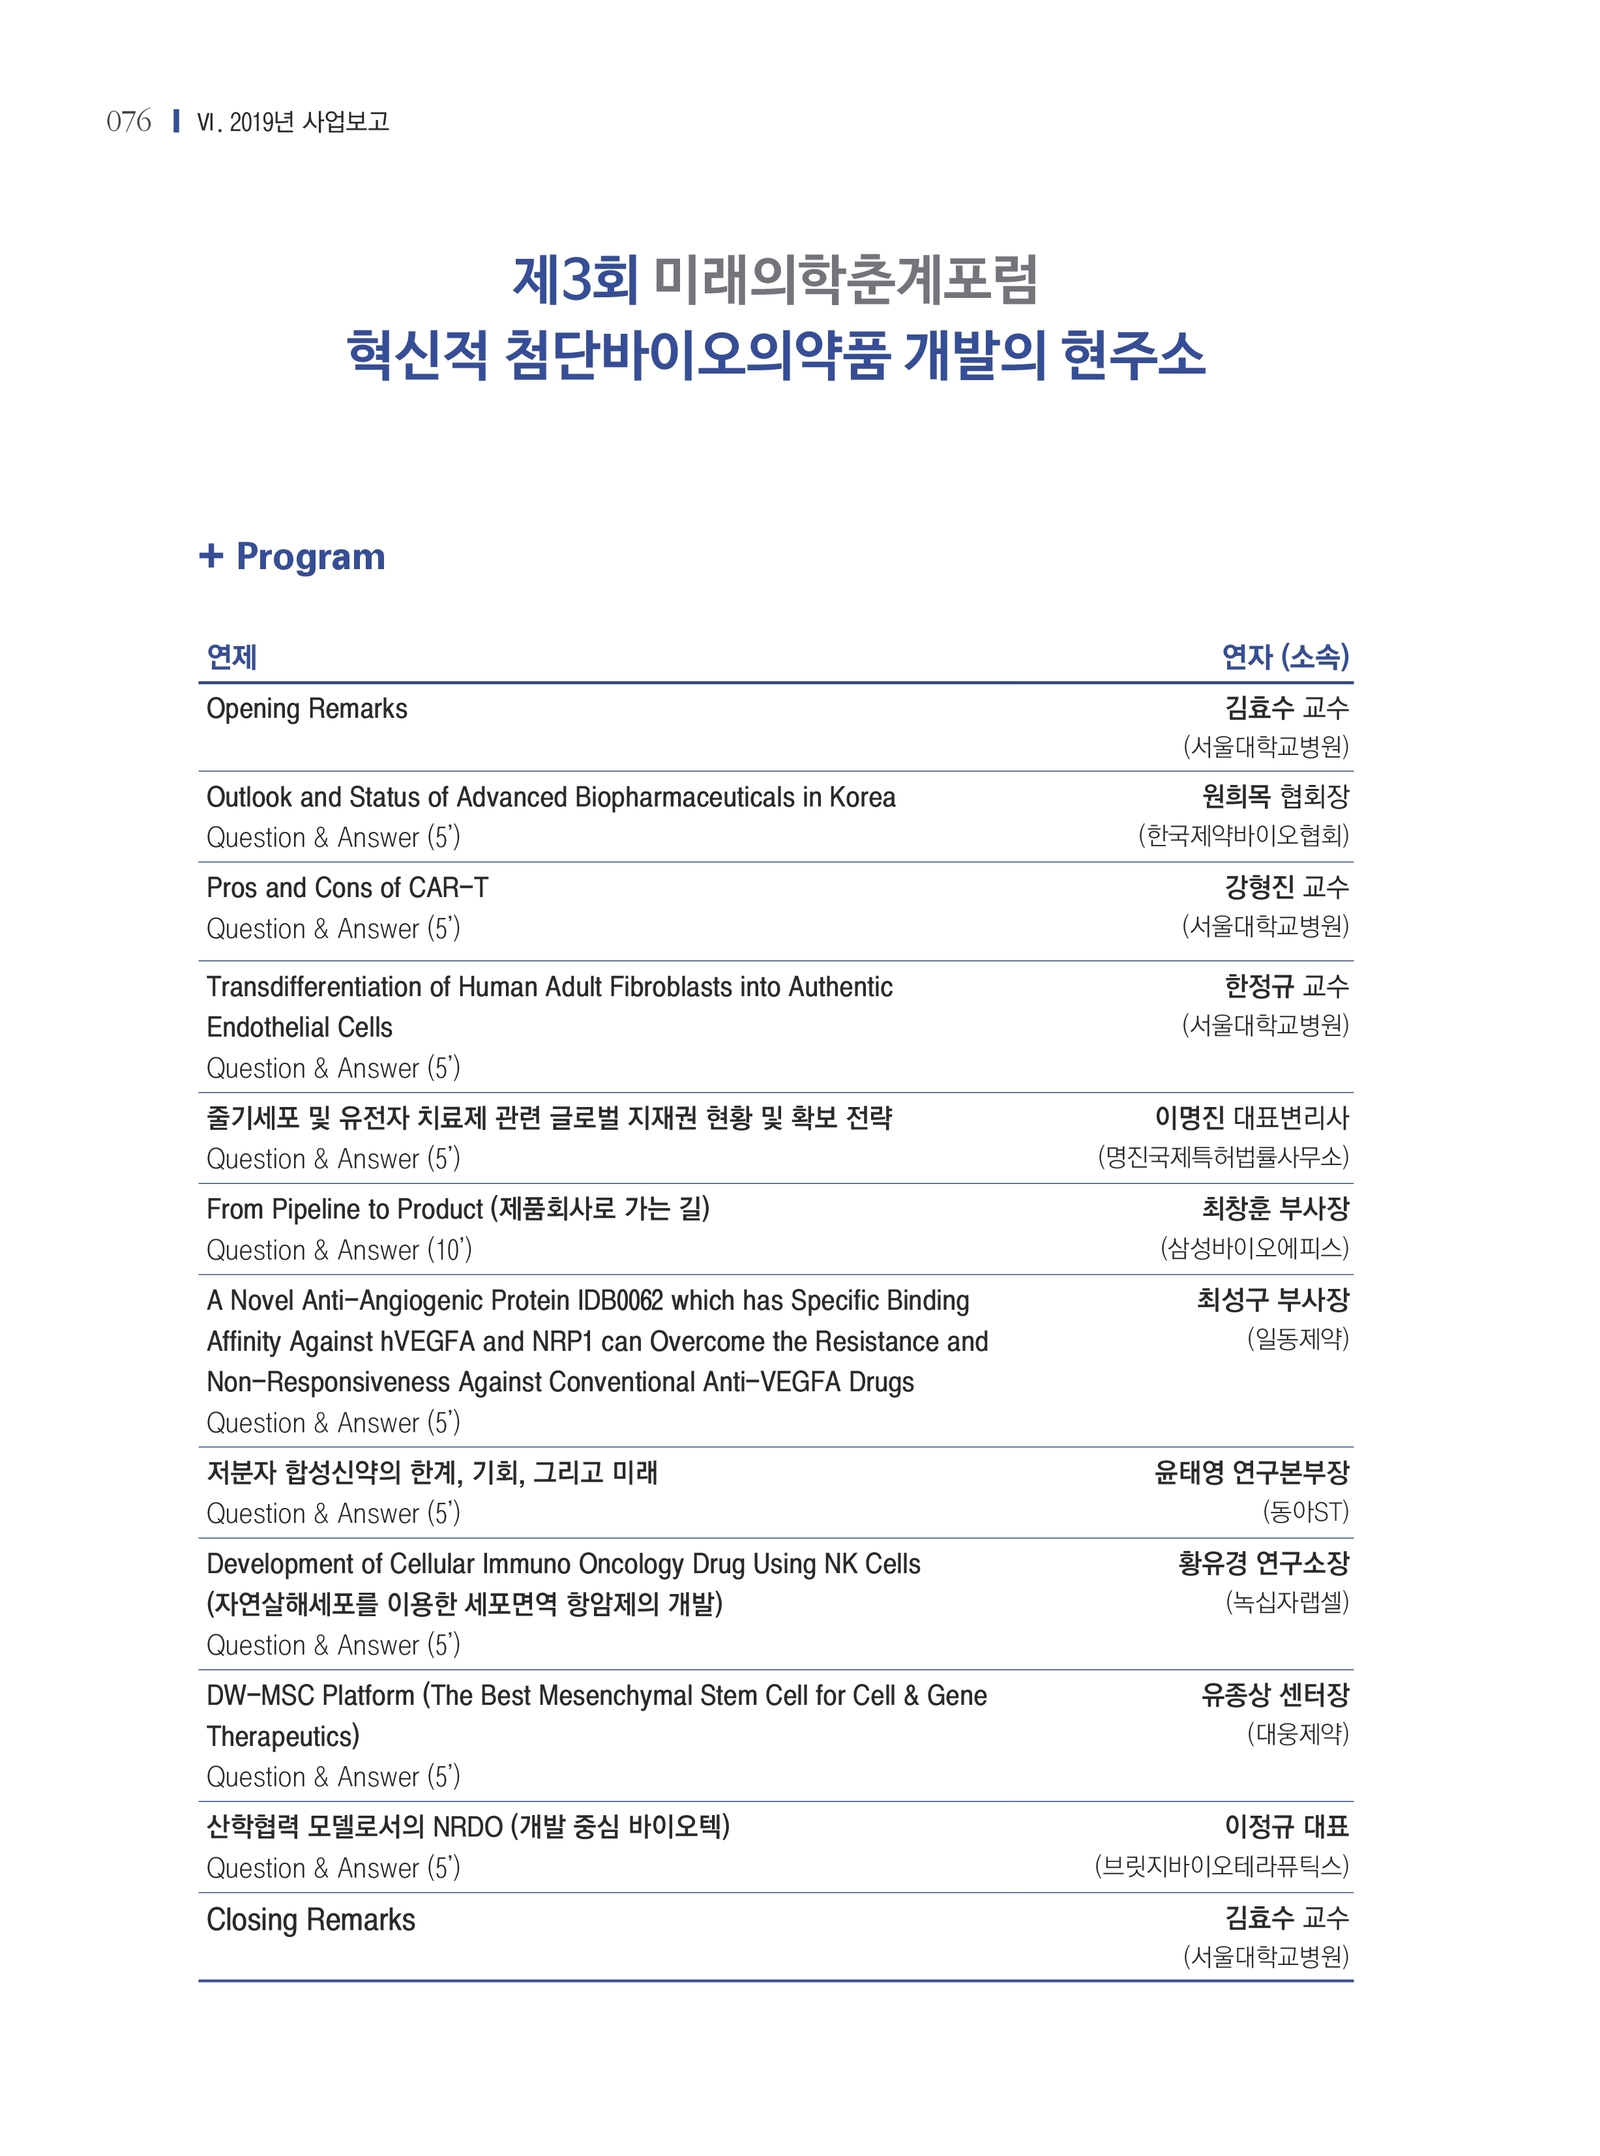 076 Ⅵ. 2019년 사업보고
제3회 미래의학춘계포럼
혁신적 첨단바이오의약품 개발의 현주소
+ Program
연제 연자 (소속)
Opening Remarks 김효수 교수
(서울대학교병원)
Outlook and Status of Advanced Biopharmaceuticals in Korea 원희목 협회장
Question & Answer (5’) (한국제약바이오협회)
Pros and Cons of CAR-T 강형진 교수
Question & Answer (5’) (서울대학교병원)
Transdifferentiation of Human Adult Fibroblasts into Authentic 한정규 교수
Endothelial Cells (서울대학교병원)
Question & Answer (5’)
줄기세포 및 유전자 치료제 관련 글로벌 지재권 현황 및 확보 전략 이명진 대표변리사
Question & Answer (5’) (명진국제특허법률사무소)
From Pipeline to Product (제품회사로 가는 길) 최창훈 부사장
Question & Answer (10’) (삼성바이오에피스)
A Novel Anti-Angiogenic Protein IDB0062 which has Specific Binding 최성구 부사장
Affinity Against hVEGFA and NRP1 can Overcome the Resistance and (일동제약)
Non-Responsiveness Against Conventional Anti-VEGFA Drugs
Question & Answer (5’)
저분자 합성신약의 한계, 기회, 그리고 미래 윤태영 연구본부장
Question & Answer (5’) (동아ST)
Development of Cellular Immuno Oncology Drug Using NK Cells 황유경 연구소장
(자연살해세포를 이용한 세포면역 항암제의 개발) (녹십자랩셀)
Question & Answer (5’)
DW-MSC Platform (The Best Mesenchymal Stem Cell for Cell & Gene 유종상 센터장
Therapeutics) (대웅제약)
Question & Answer (5’)
산학협력 모델로서의 NRDO (개발 중심 바이오텍) 이정규 대표
Question & Answer (5’) (브릿지바이오테라퓨틱스)
Closing Remarks 김효수 교수
(서울대학교병원)